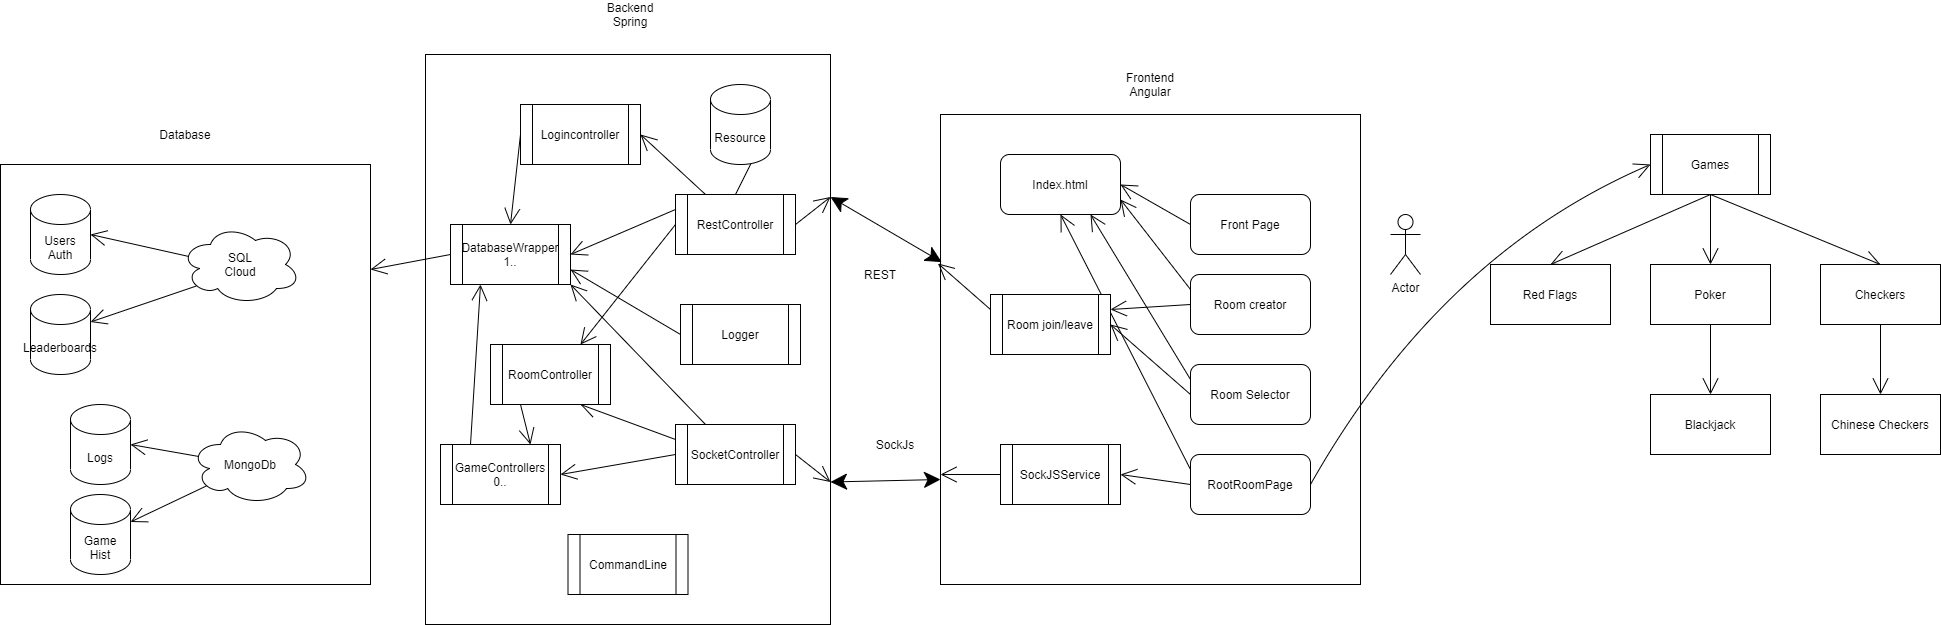 Backend
Spring
Frontend
Angular
Database
Users
Auth
SQL
Cloud
Leaderboards
Logs
MongoDb
Game
Hist
Logincontroller
Resource
RestController
DatabaseWrapper
1..
Logger
RoomController
SocketController
GameControllers
0..
CommandLine
REST
SockJs
Index.html
Front Page
Room creator
Room join/leave
Room Selector
SockJSService
RootRoomPage
Actor
Games
Red Flags
Poker
Checkers
Blackjack
Chinese Checkers